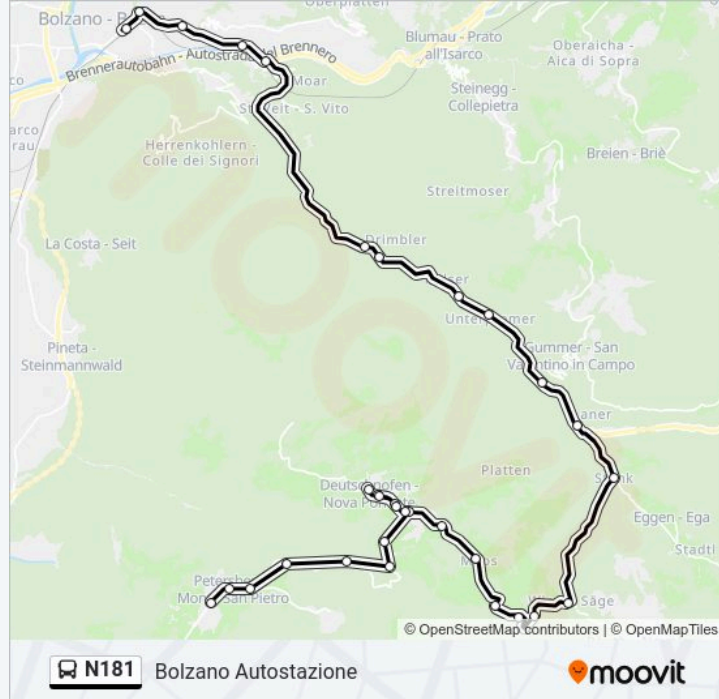 Oberplatten
Bolzano - B
Blumau - Prato
all'Isarco
Oberaicha -
Aica di Sopra
Brennerautobahn - Autostrada del Brennero
Moar
Steinegg -
Collepietra
St. Veit - S. Vito
Herrenkohlern -
Colle dei Signori
Breien - Briè
Streitmoser
La Costa - Seit
Drimbler
Gummer - San
Valentino in Campo
Pineta -
Steinmannwald
Platten
Deutschnofen -
Nova Ponente
Eggen - Ega
Stadtl
Petersberg
Monte San Pietro
Säge
© OpenStreetMap contributors | © OpenMapTiles
N181 Bolzano Autostazione
moovit